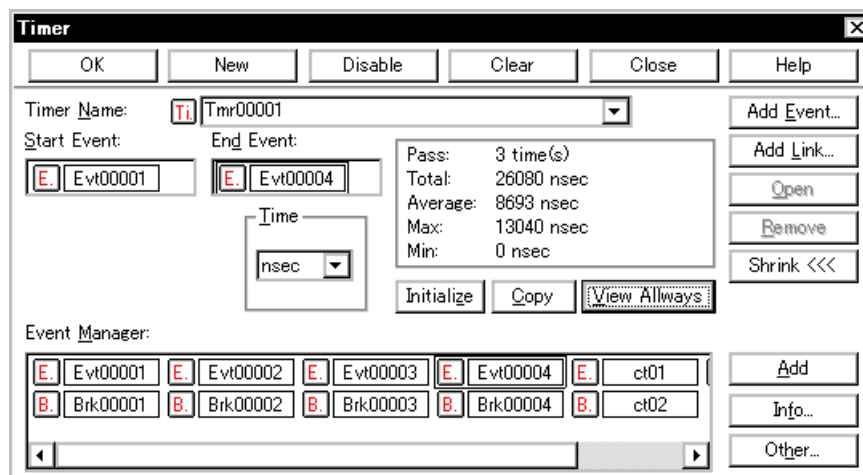 Timer
OK New Disable Clear Close Help
Timer Name: Ti. Tmr00001 Add Event...
Start Event: End Event: Add Link...
E. Evt00001 E. Evt00004 Open
Pass: 3 time(s)
Total: 26080 nsec
Average: 8693 nsec
Max: 13040 nsec
Min: 0 nsec
Time
nsec
Remove
Shrink <<<
Initialize Copy View Allways
Event Manager:
E. Evt00001 E. Evt00002 E. Evt00003 E. Evt00004 E. ct01 Add
B. Brk00001 B. Brk00002 B. Brk00003 B. Brk00004 B. ct02 Info...
Other...